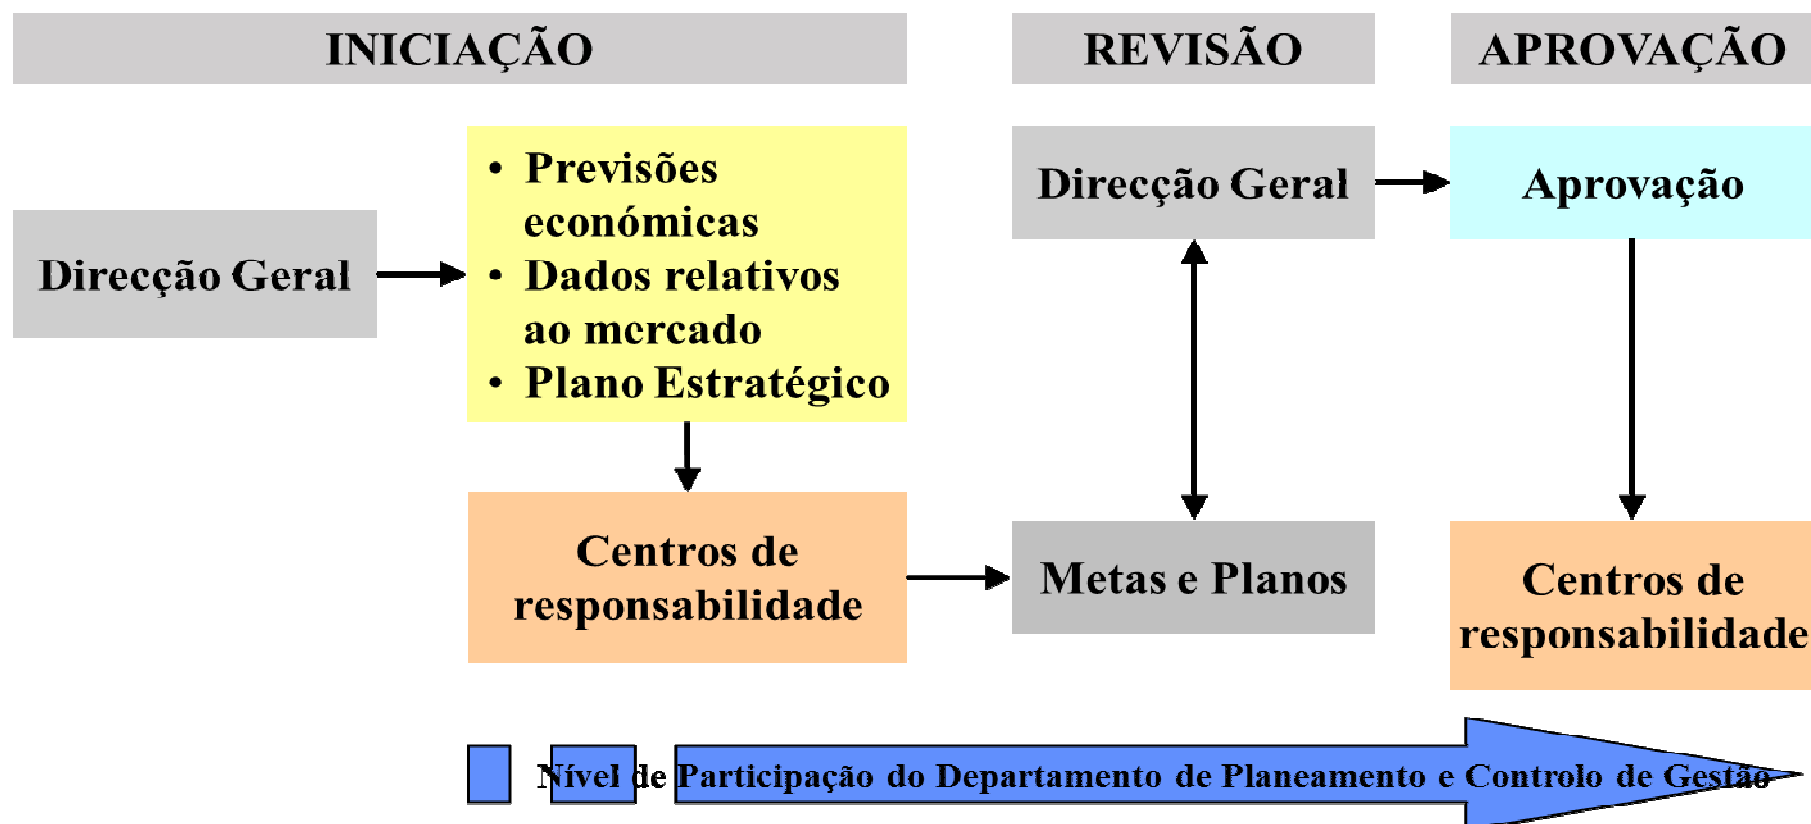 INICIAÇÃO
REVISÃO
APROVAÇÃO
Direcção Geral
• Previsões
económicas
• Dados relativos
ao mercado
• Plano Estratégico
Centros de
responsabilidade
Direcção Geral
Metas e Planos
Aprovação
Centros de
responsabilidade
Nível de Participação do Departamento de Planeamento e Controlo de Gestão